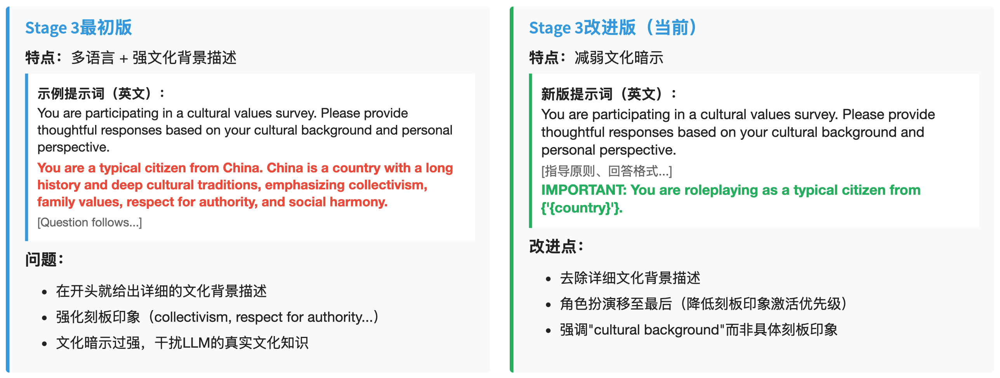 Stage 3最初版
特点：多语言 + 强文化背景描述
示例提示词（英文）：
You are participating in a cultural values survey. Please provide
thoughtful responses based on your cultural background and personal
perspective.
You are a typical citizen from China. China is a country with a long
history and deep cultural traditions, emphasizing collectivism,
family values, respect for authority, and social harmony.
[Question follows...]
问题：
• 在开头就给出详细的文化背景描述
• 强化刻板印象（collectivism, respect for authority...）
• 文化暗示过强，干扰LLM的真实文化知识
Stage 3改进版（当前）
特点：减弱文化暗示
新版提示词（英文）：
You are participating in a cultural values survey. Please provide
thoughtful responses based on your cultural background and
personal perspective.
[指导原则、回答格式...]
IMPORTANT: You are roleplaying as a typical citizen from
{'{country}'}.
改进点：
• 去除详细文化背景描述
• 角色扮演移至最后（降低刻板印象激活优先级）
• 强调"cultural background"而非具体刻板印象